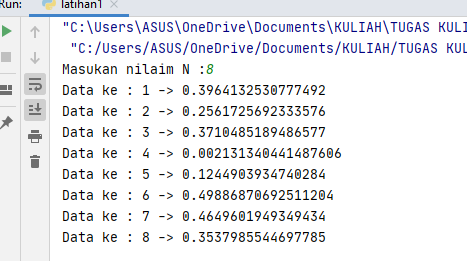 Run: latihan1
"C:\Users\ASUS\OneDrive\Documents\KULIAH\TUGAS KULI
"C:/Users/ASUS/OneDrive/Documents/KULIAH/TUGAS KUL
Masukan nilaim N :8
Data ke : 1 -> 0.3964132530777492
Data ke : 2 -> 0.2561725692333576
Data ke : 3 -> 0.3710485189486577
Data ke : 4 -> 0.002131340441487606
Data ke : 5 -> 0.1244903934740284
Data ke : 6 -> 0.49886870692511204
Data ke : 7 -> 0.4649601949349434
Data ke : 8 -> 0.3537985544697785